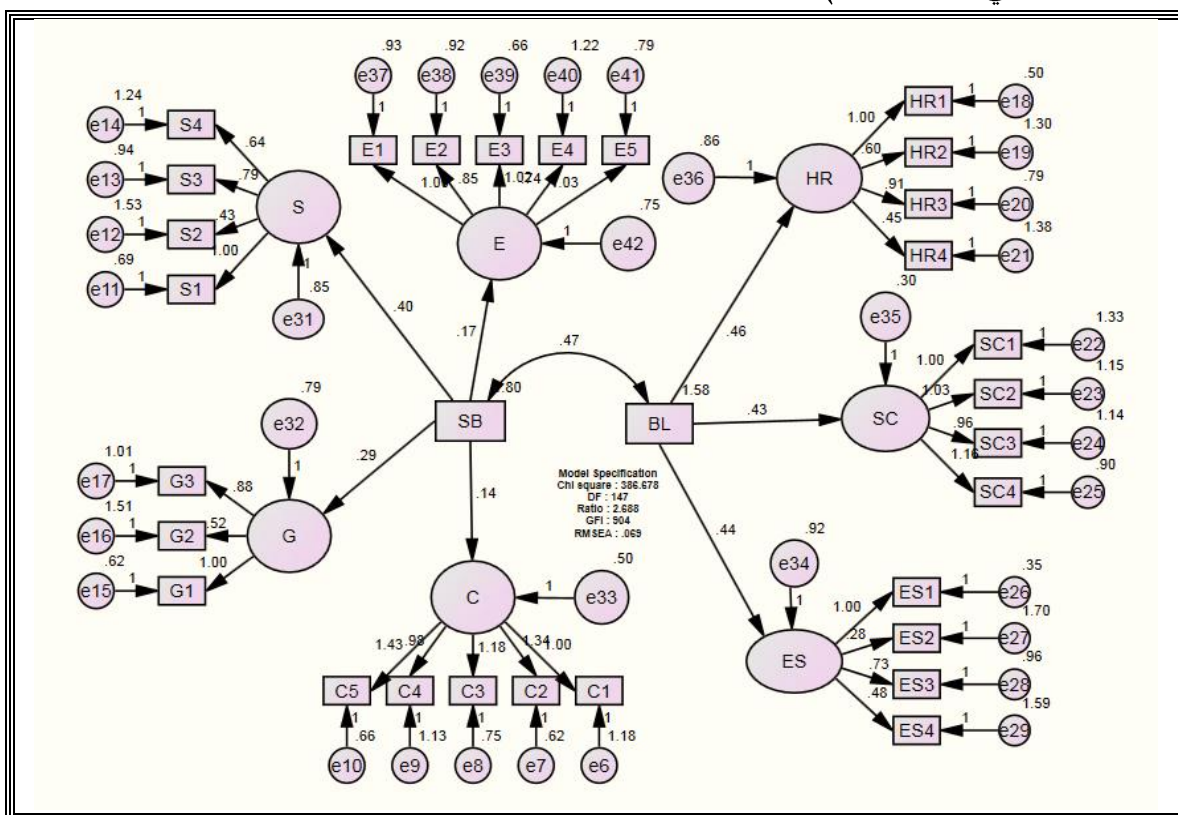 1.24
e14
1
S4
.64
.94
e13
1
S3
.79
1.53
e12
1
S2
.43
.69
e11
1
S1
1.00
S
1
.85
e31
.93
.92
.66
1.22
.79
e37
e38
e39
e40
e41
1
1
1
1
1
E1
E2
E3
E4
E5
.85
1.03
E
1
.75
e42
.86
e36
1
HR
1.00
HR1
1
.50
e18
.60
HR2
1
1.30
e19
.91
HR3
1
.79
e20
.45
HR4
1
1.38
e21
.40
.17
.47
.46
.80
SB
1.58
BL
.43
.30
e35
1
SC
1.00
SC1
1
1.33
e22
1.03
SC2
1
1.15
e23
.96
SC3
1
1.14
e24
1.16
SC4
1
.90
e25
.79
e32
1
.29
.14
.44
Model Specification
Chi square : 386.678
DF : 147
Ratio : 2.688
GFI : 904
RMSEA : .069
1.01
e17
1
G3
.88
1.51
e16
1
G2
.52
.62
e15
1
G1
1.00
G
C
1
.50
e33
1.43
.98
1.18
1.34
1.00
C5
C4
C3
C2
C1
1
1
1
1
1
.66
1.13
.75
.62
1.18
e10
e9
e8
e7
e6
.92
e34
1
ES
1.00
ES1
1
.35
e26
.28
ES2
1
1.70
e27
.73
ES3
1
.96
e28
.48
ES4
1
1.59
e29